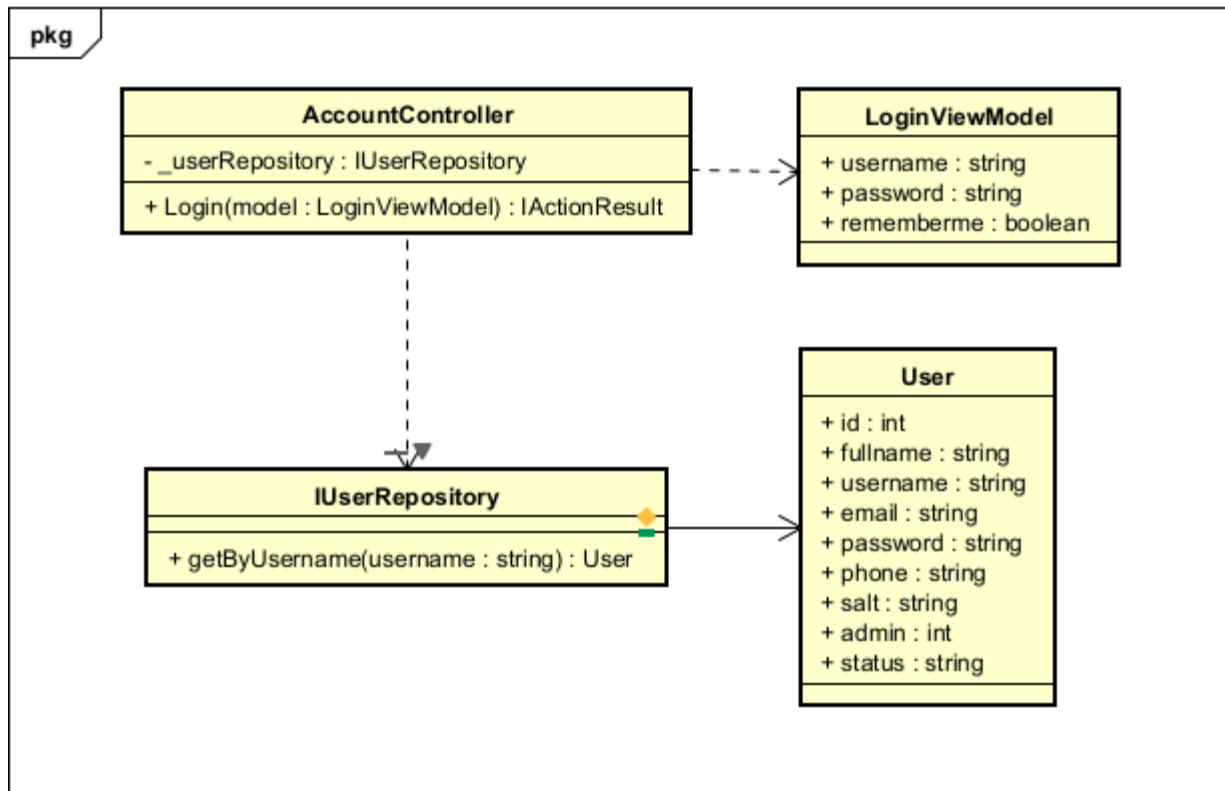 pkg
AccountController
- _userRepository : IUserRepository
+ Login(model : LoginViewModel) : IActionResult
LoginViewModel
+ username : string
+ password : string
+ rememberme : boolean
IUserRepository
+ getByUsername(username : string) : User
User
+ id : int
+ fullname : string
+ username : string
+ email : string
+ password : string
+ phone : string
+ salt : string
+ admin : int
+ status : string